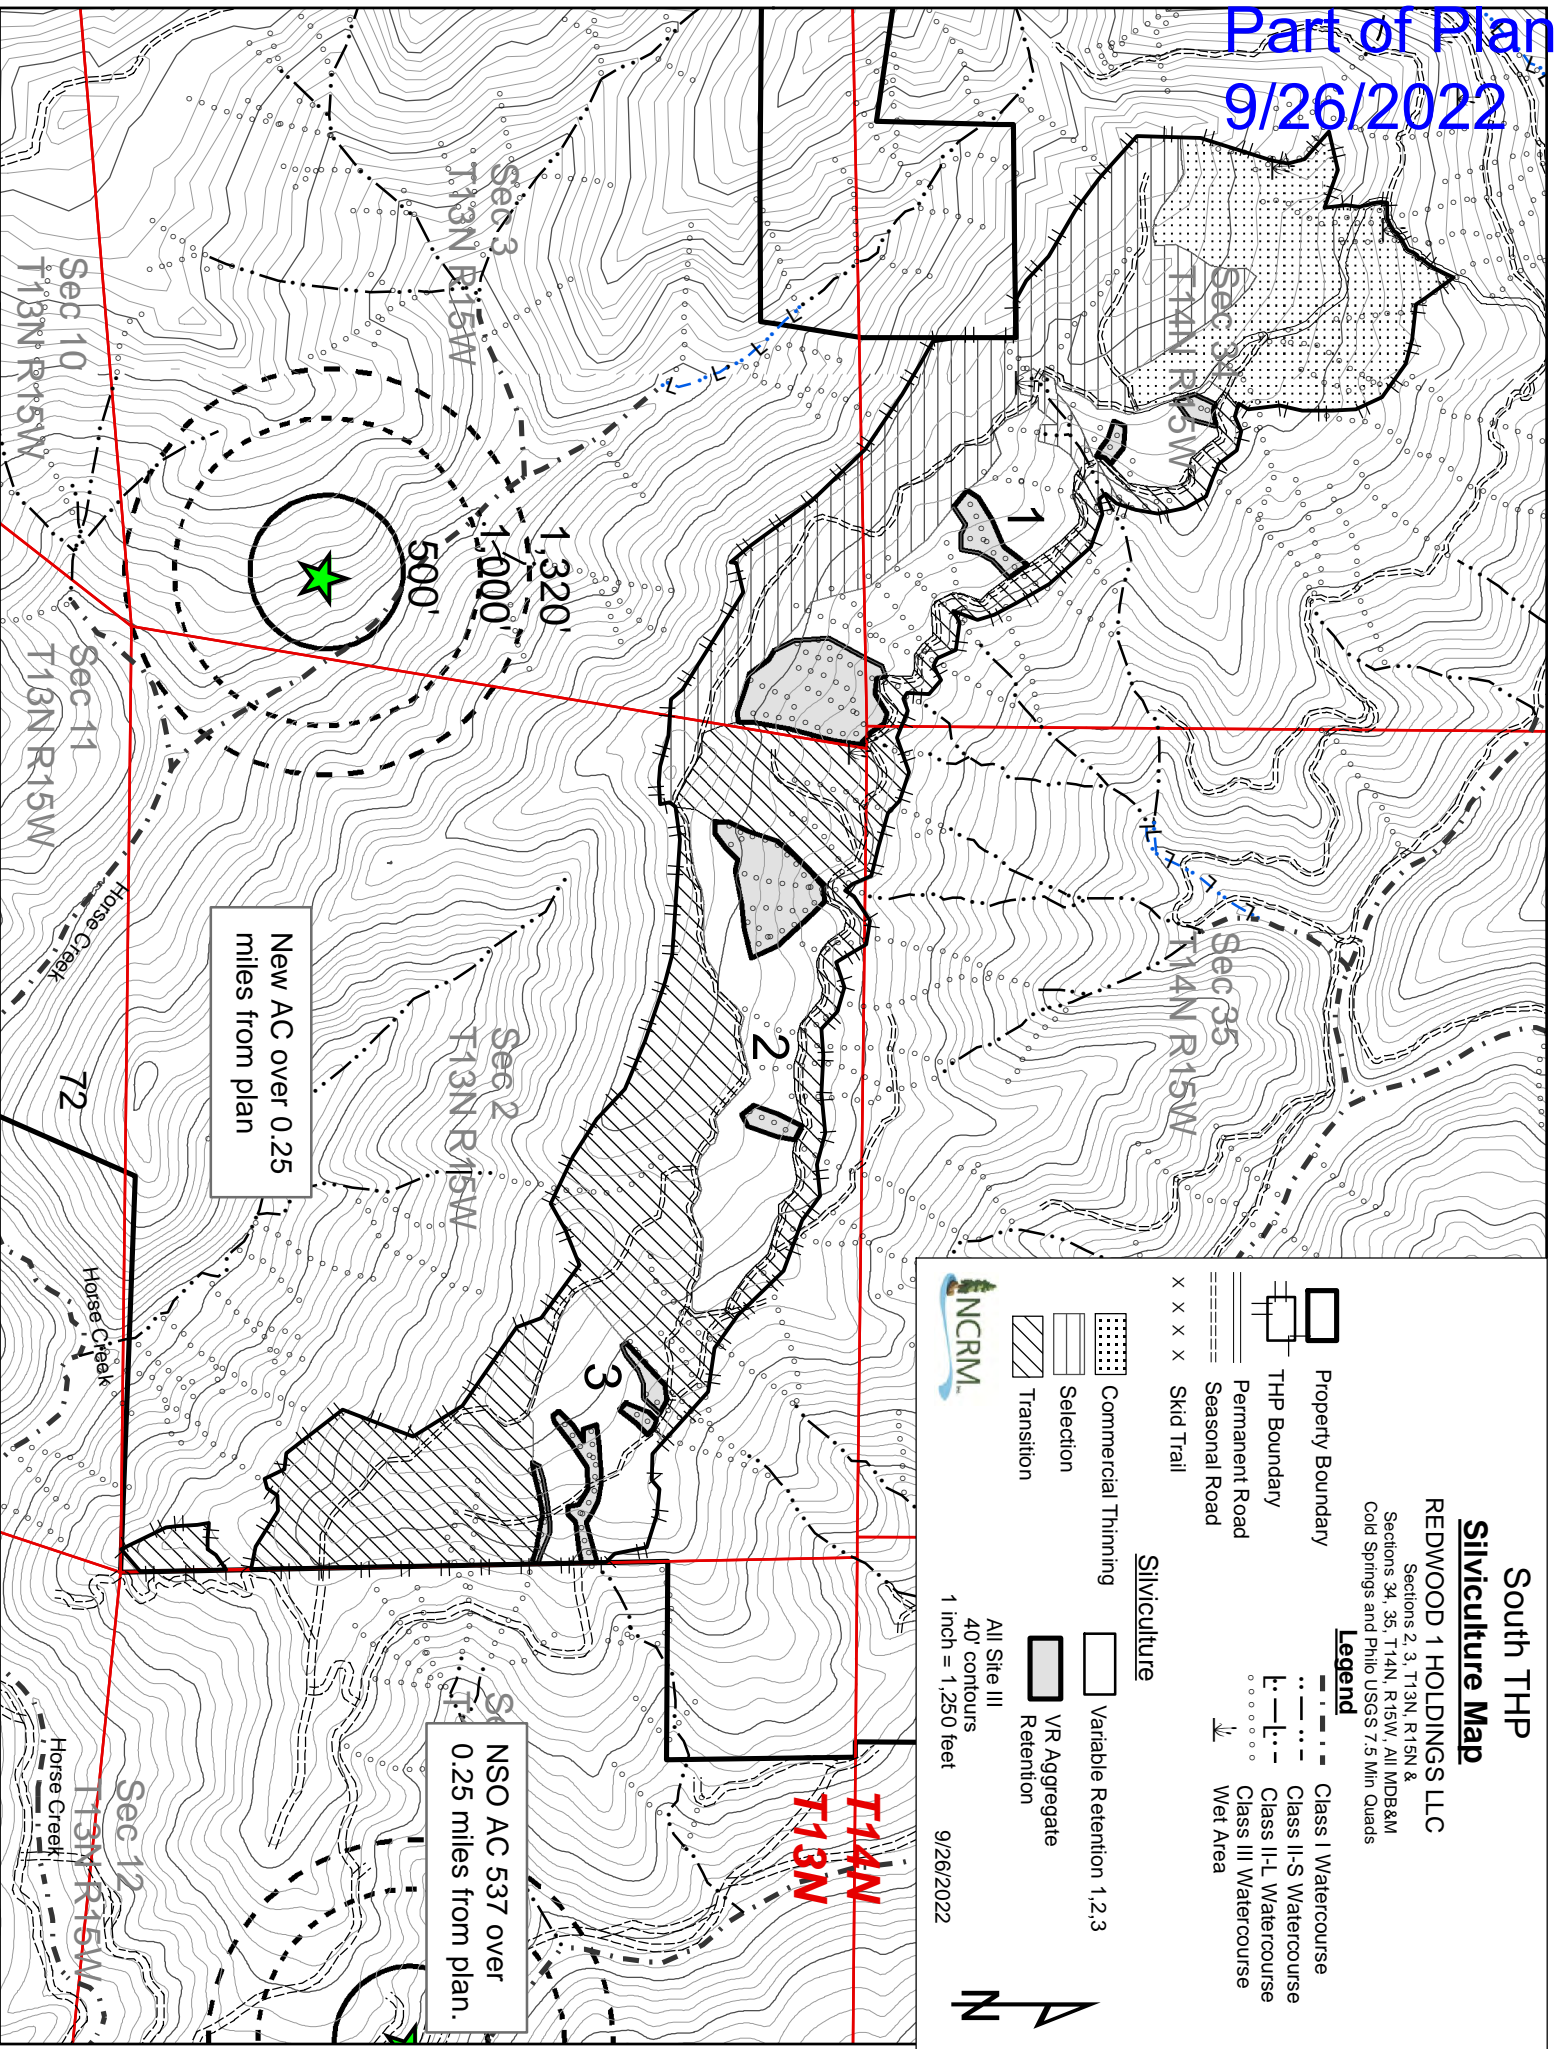 Part of Plan
9/26/2022
South THP
Silviculture Map
REDWOOD 1 HOLDINGS LLC
Sections 2, 3, T13N, R15N &
Sections 34, 35, T14N, R15W, All MDB&M
Cold Springs and Philo USGS 7.5 Min Quads
Legend
Property Boundary
THP Boundary
Permanent Road
Seasonal Road
x x x x Skid Trail
Class I Watercourse
Class II-S Watercourse
Class II-L Watercourse
Class III Watercourse
Wet Area
Silviculture
Commercial Thinning
Selection
Transition
Variable Retention 1,2,3
VR Aggregate
Retention
All Site III
40' contours
1 inch = 1,250 feet
9/26/2022
NCRM
N
Sec 34
T14N R15W
Sec 35
T14N R15W
Sec 3
T13N R15W
Sec 2
T13N R15W
Sec 10
T13N R15W
Sec 11
T13N R15W
Sec 12
T13N R15W
1
2
3
1,320'
1,000'
500'
New AC over 0.25
miles from plan
NSO AC 537 over
0.25 miles from plan.
T14N
T13N
72
Horse Creek
Horse Creek
Horse Creek